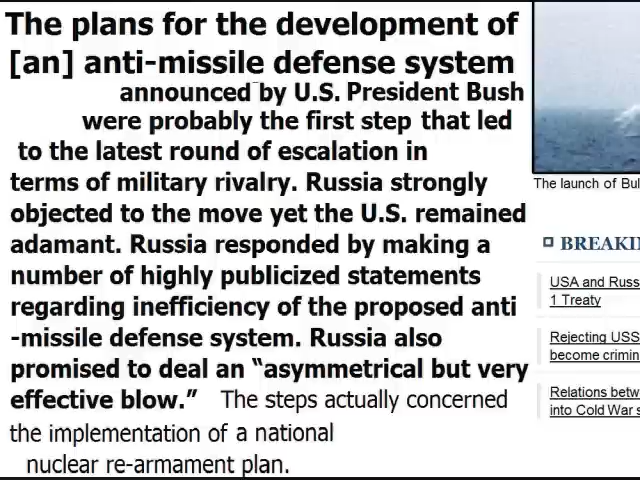 The plans for the development of
[an] anti-missile defense system
announced by U.S. President Bush
were probably the first step that led
to the latest round of escalation in
terms of military rivalry. Russia strongly
objected to the move yet the U.S. remained
adamant. Russia responded by making a
number of highly publicized statements
regarding inefficiency of the proposed anti
-missile defense system. Russia also
promised to deal an “asymmetrical but very
effective blow.” The steps actually concerned
the implementation of a national
nuclear re-armament plan.
The launch of Bul
BREAKIN
USA and Russ
1 Treaty
Rejecting USS
become crimin
Relations betw
into Cold War s